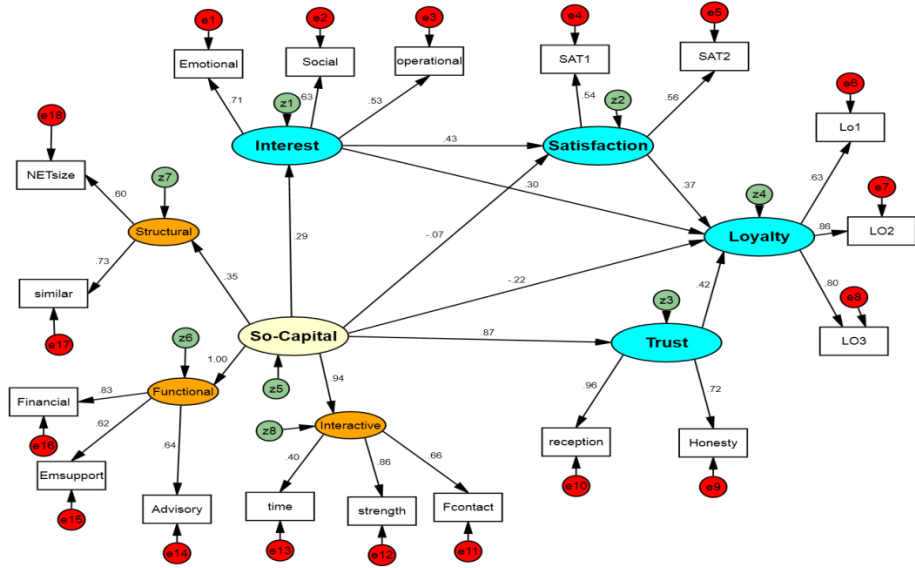 e1
e2
e3
e4
e5
Emotional
Social
operational
SAT1
SAT2
e6
.71
.63
.53
.54
.56
z1
z2
Lo1
e18
Interest
.43
Satisfaction
NETsize
z7
.30
.37
.63
e7
.60
z4
Structural
Loyalty
.86
LO2
.29
-.07
.73
.35
-.22
.42
.80
similar
z3
e8
e17
So-Capital
.87
Trust
LO3
z6
1.00
z5
.94
Functional
.83
Financial
.96
.72
.62
z8
Interactive
e16
.64
.40
.86
.66
reception
Honesty
Emsupport
e10
e9
Advisory
time
strength
Fcontact
e15
e14
e13
e12
e11